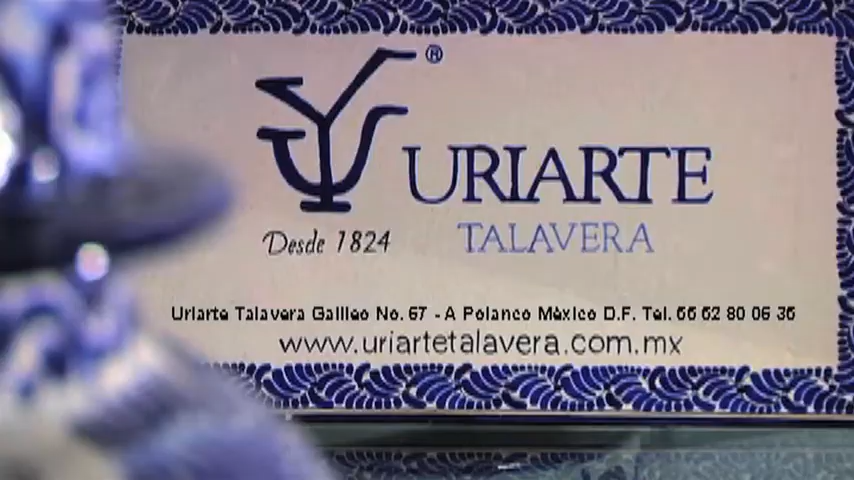 ®
URIARTE
TALAVERA
Desde 1824
Uriarte Talavera Galileo No. 67 - A Polanco México D.F. Tel. 55 52 80 06 35
www.uriartetalavera.com.mx